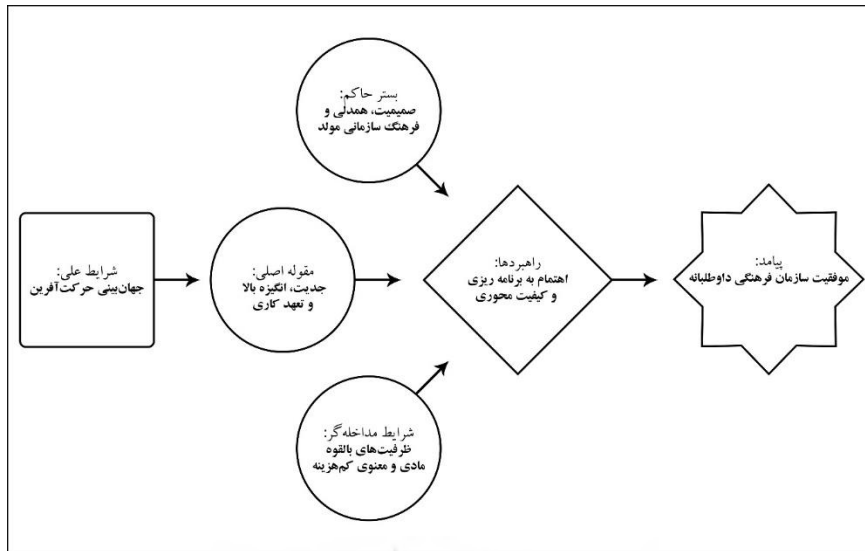 بستر حاکم:
صمیمیت، همدلی و
فرهنگ سازمانی مولد
شرایط علی:
جهان‌بینی حرکت‌آفرین
مقوله اصلی:
جدیت، انگیزه بالا
و تعهد کاری
راهبردها:
اهتمام به برنامه ریزی
و کیفیت محوری
پیامد:
موفقیت سازمان فرهنگی داوطلبانه
شرایط مداخله‌گر:
ظرفیت‌های بالقوه
مادی و معنوی کم‌هزینه